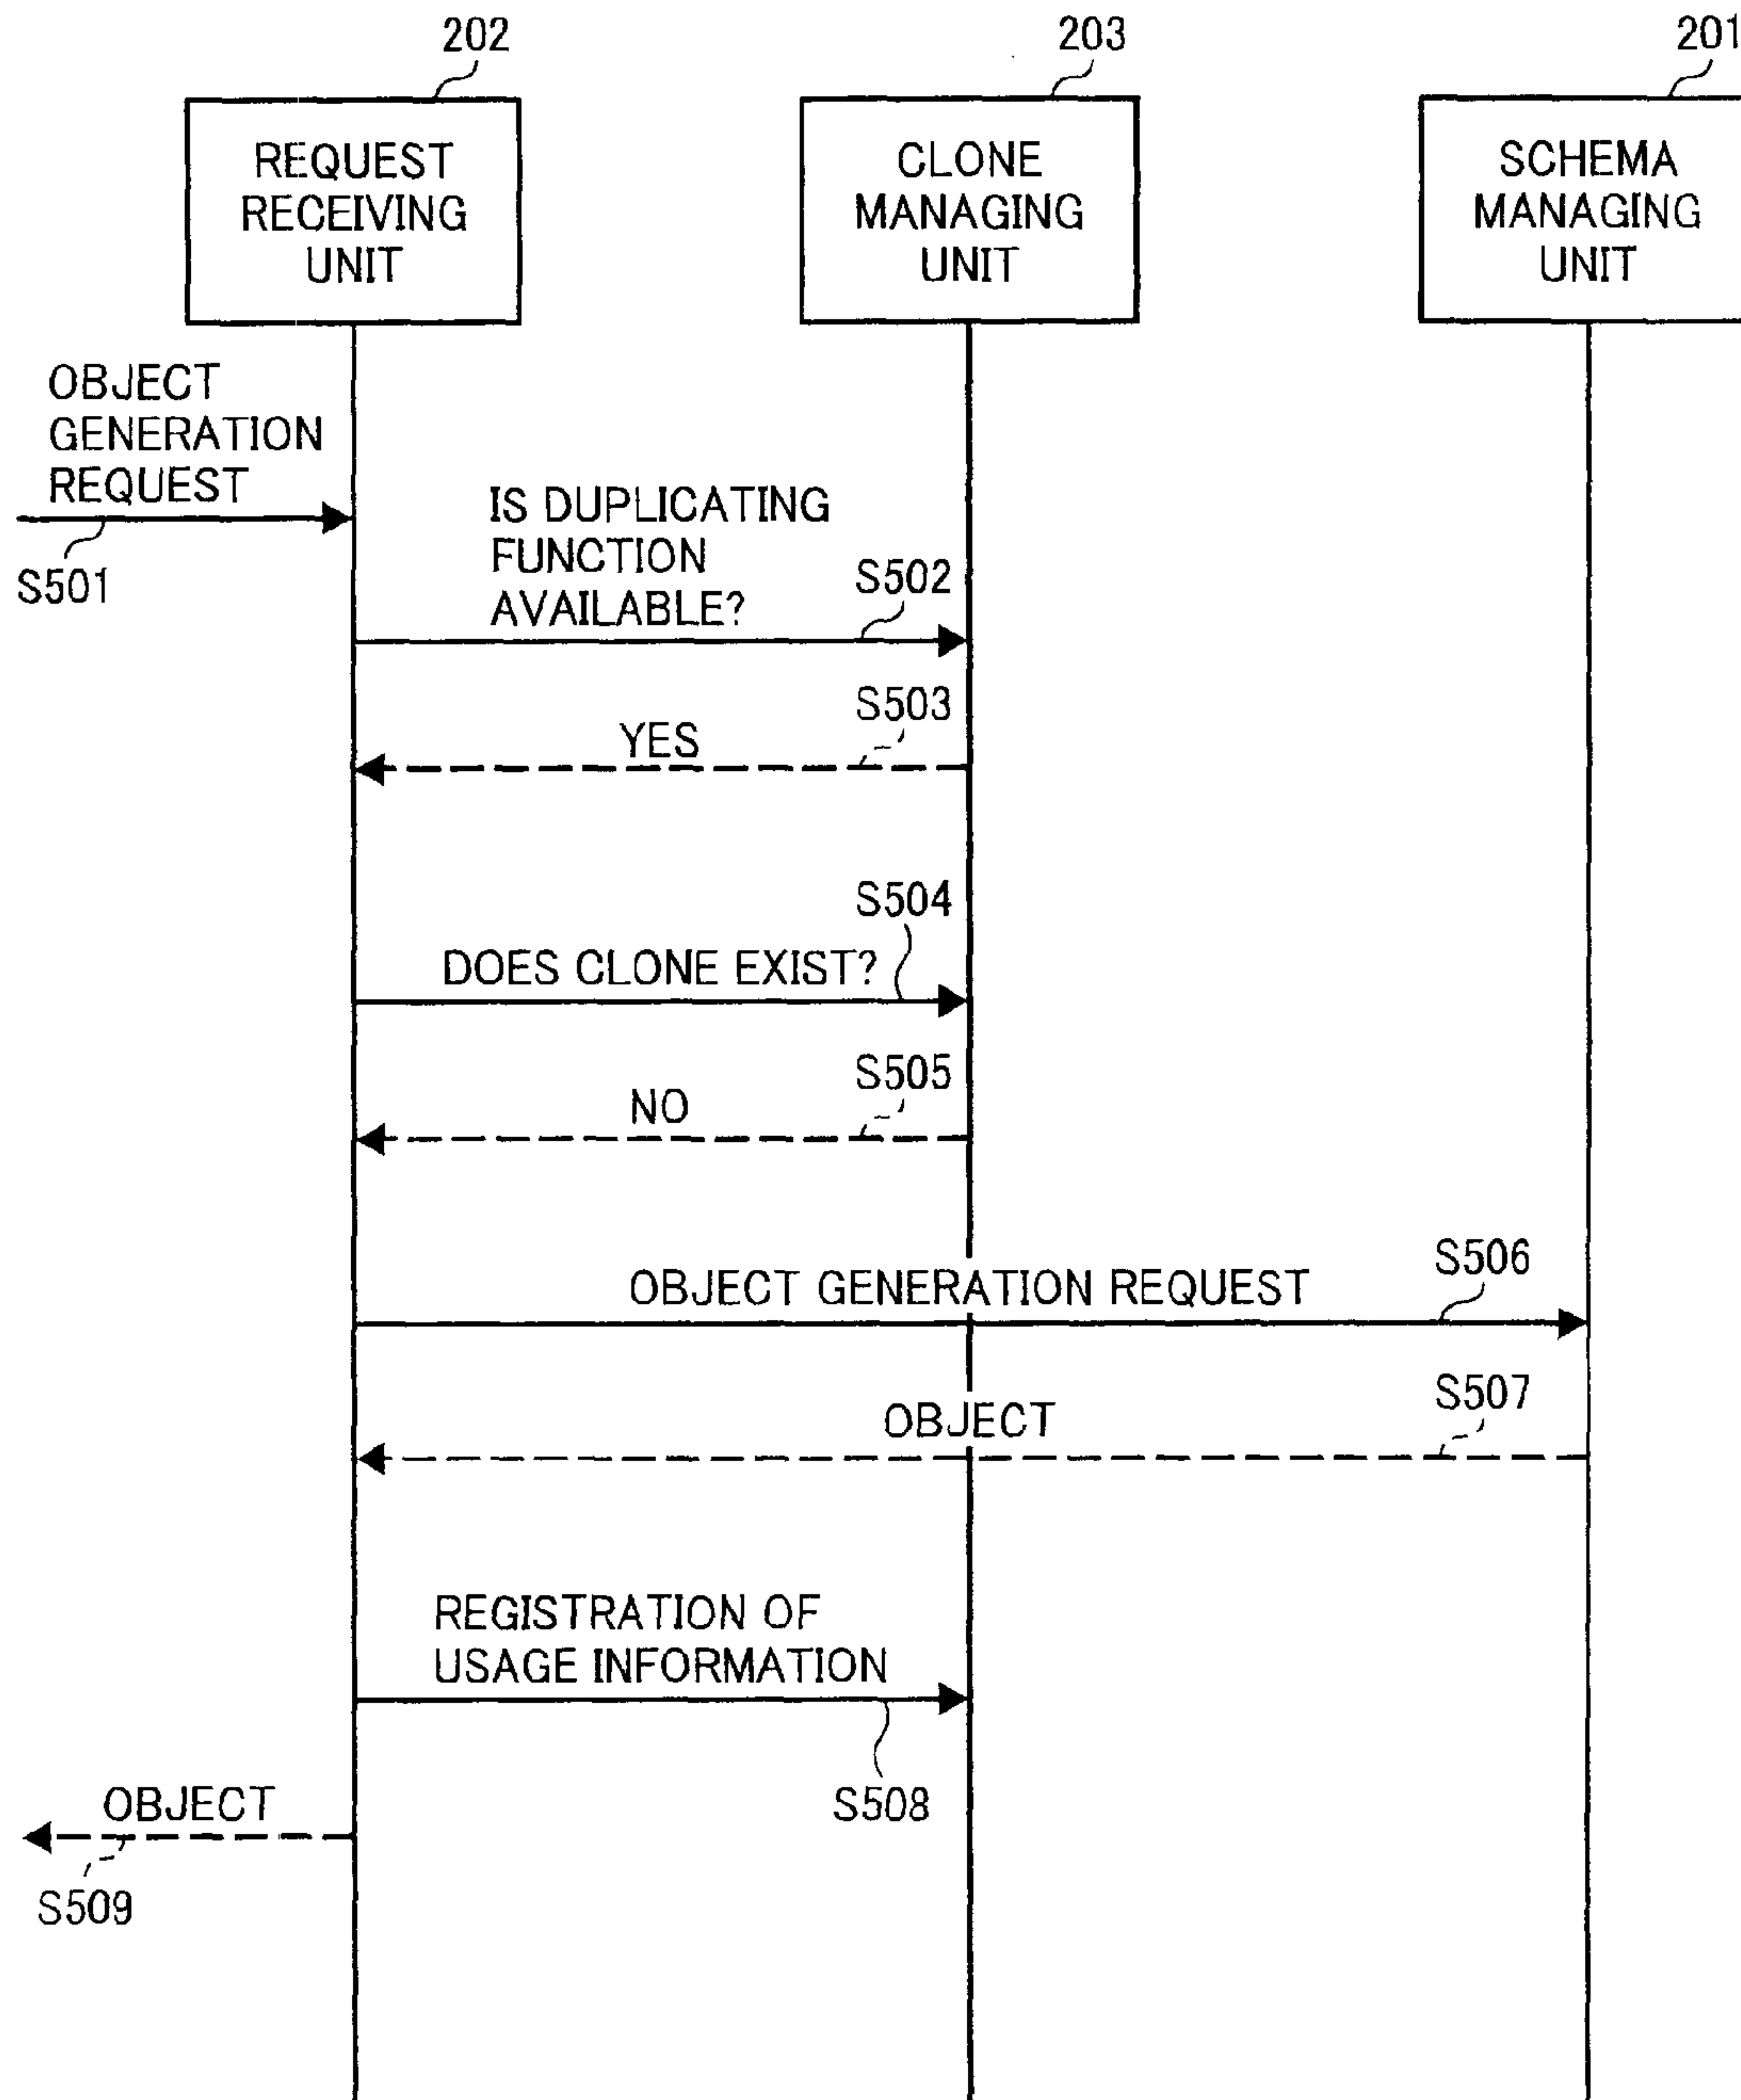 202
203
201
REQUEST
RECEIVING
UNIT
CLONE
MANAGING
UNIT
SCHEMA
MANAGING
UNIT
OBJECT
GENERATION
REQUEST
S501
IS DUPLICATING
FUNCTION
AVAILABLE?
S502
S503
YES
S504
DOES CLONE EXIST?
S505
NO
S506
OBJECT GENERATION REQUEST
S507
OBJECT
REGISTRATION OF
USAGE INFORMATION
S508
OBJECT
S509